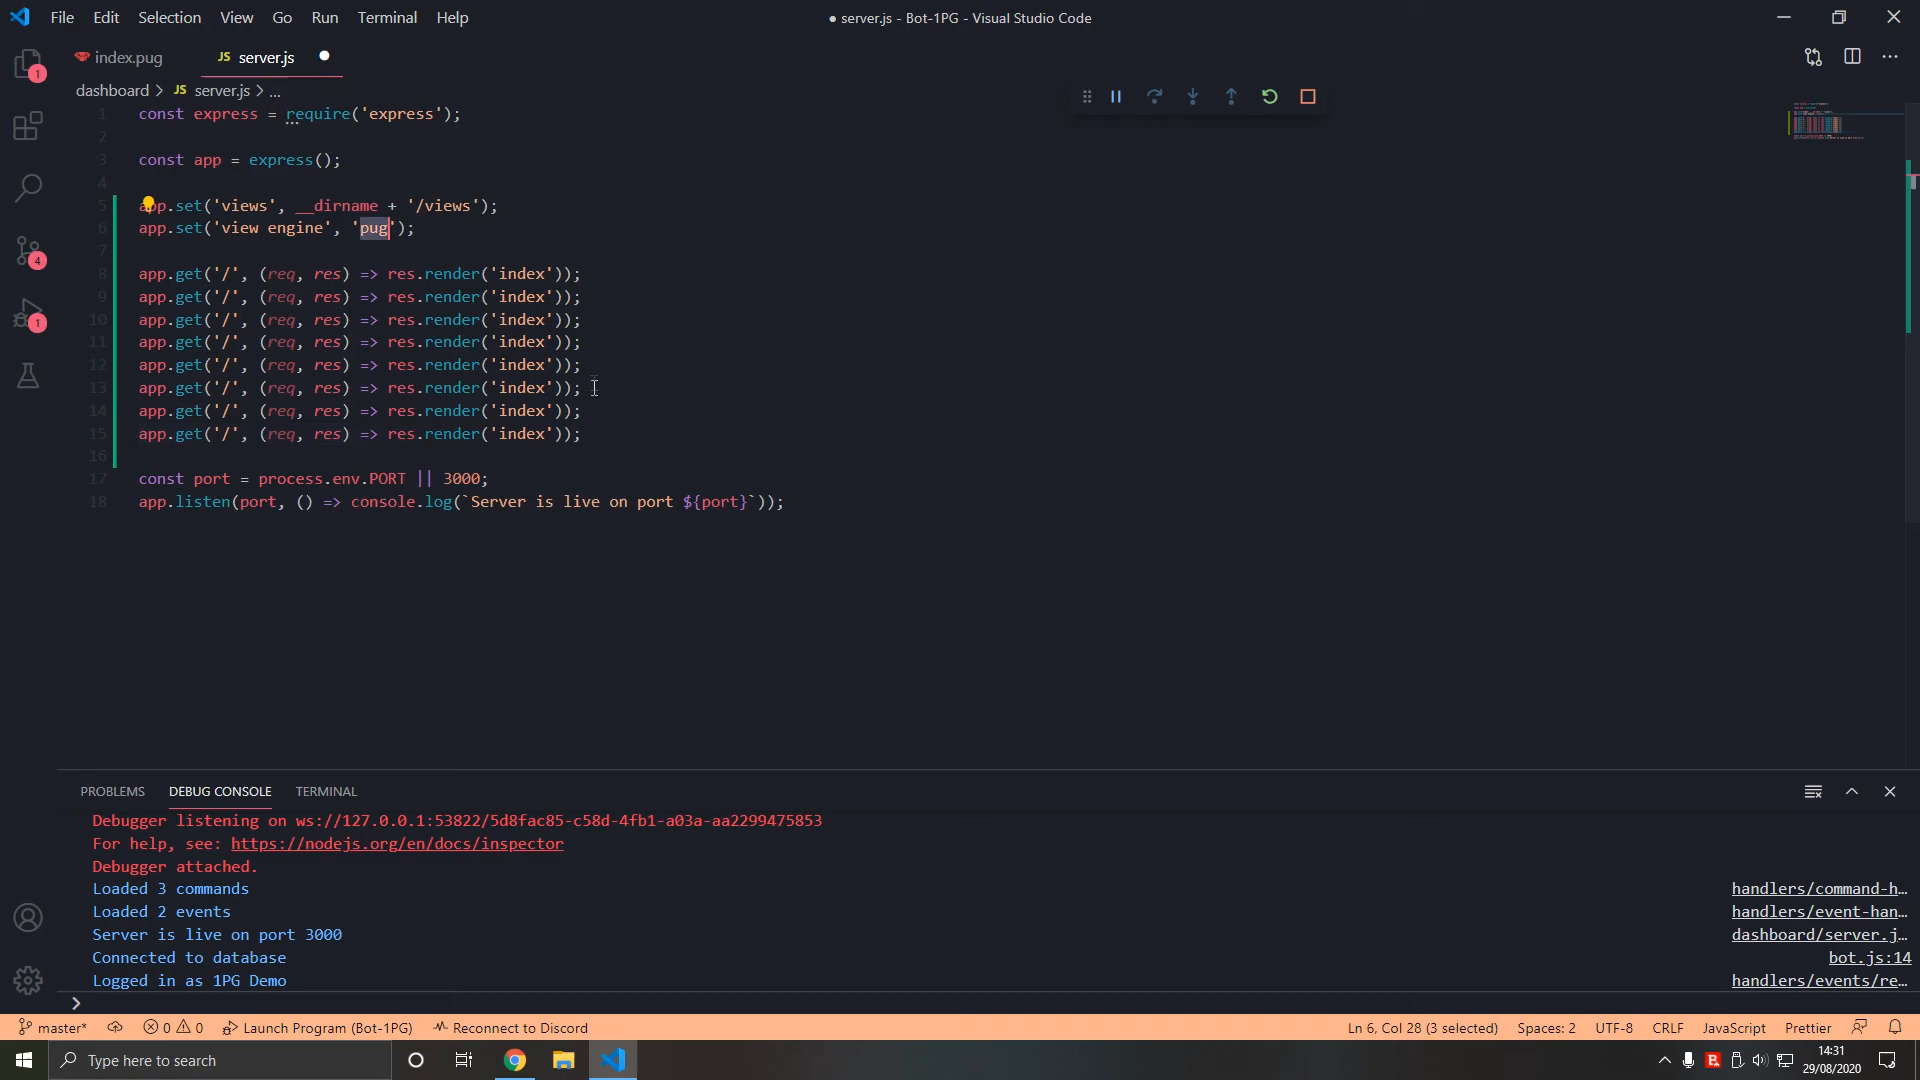 File Edit Selection View Go Run Terminal Help
● server.js - Bot-1PG - Visual Studio Code
index.pug
JS server.js ●
dashboard > JS server.js > ...
1 const express = require('express');
2
3 const app = express();
4
5 app.set('views', __dirname + '/views');
6 app.set('view engine', 'pug');
7
8 app.get('/', (req, res) => res.render('index'));
9 app.get('/', (req, res) => res.render('index'));
10 app.get('/', (req, res) => res.render('index'));
11 app.get('/', (req, res) => res.render('index'));
12 app.get('/', (req, res) => res.render('index'));
13 app.get('/', (req, res) => res.render('index'));
14 app.get('/', (req, res) => res.render('index'));
15 app.get('/', (req, res) => res.render('index'));
16
17 const port = process.env.PORT || 3000;
18 app.listen(port, () => console.log(`Server is live on port ${port}`));
1
4
1
PROBLEMS DEBUG CONSOLE TERMINAL
Debugger listening on ws://127.0.0.1:53822/5d8fac85-c58d-4fb1-a03a-aa2299475853
For help, see: https://nodejs.org/en/docs/inspector
Debugger attached.
Loaded 3 commands handlers/command-h…
Loaded 2 events handlers/event-han…
Server is live on port 3000 dashboard/server.j…
Connected to database bot.js:14
Logged in as 1PG Demo handlers/events/re…
>
master* 0 0 Launch Program (Bot-1PG) Reconnect to Discord Ln 6, Col 28 (3 selected) Spaces: 2 UTF-8 CRLF JavaScript Prettier
Type here to search
14:31
29/08/2020